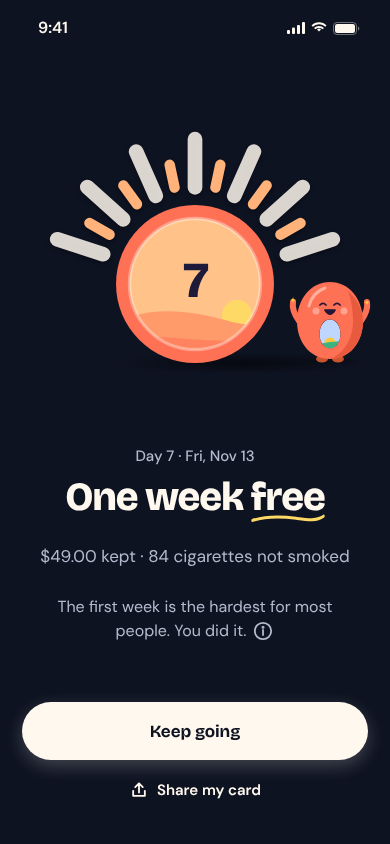 9:41
7
Day 7 · Fri, Nov 13
One week free
$49.00 kept · 84 cigarettes not smoked
The first week is the hardest for most
people. You did it.
Keep going
Share my card